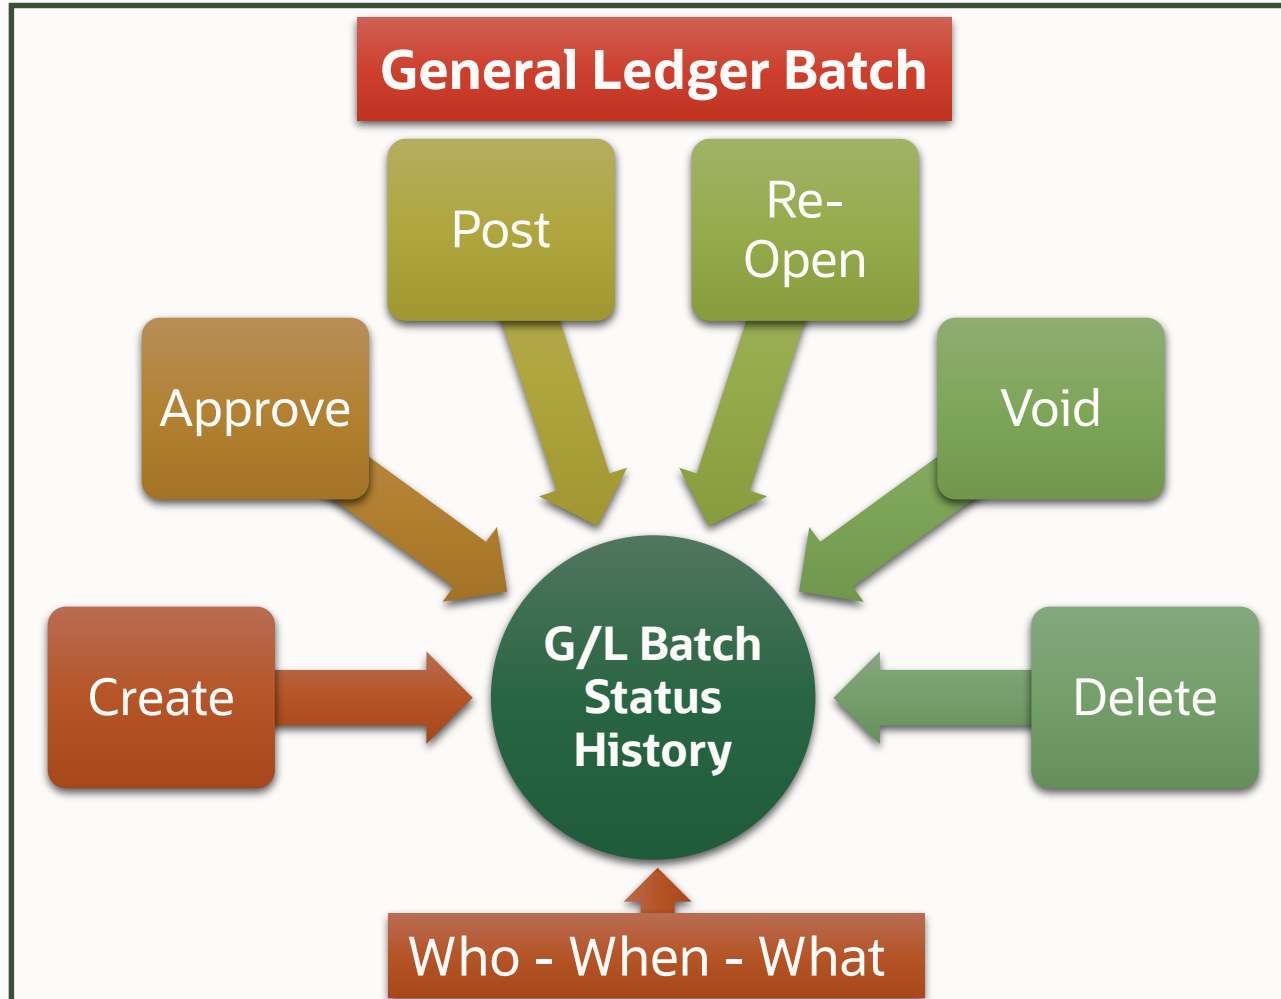 General Ledger Batch
Post
Re-
Open
Approve
Void
Create
G/L Batch
Status
History
Delete
Who - When - What